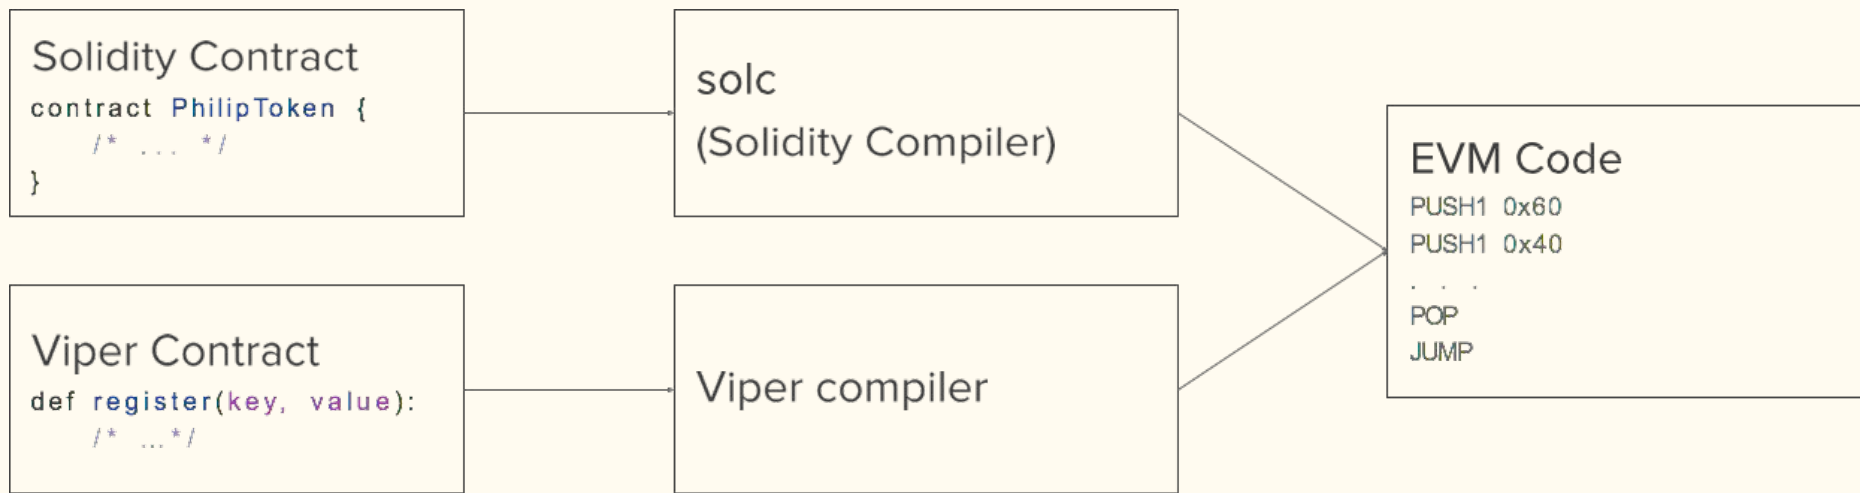 Solidity Contract
contract PhilipToken {
/* ... */
}
solc
(Solidity Compiler)
Viper Contract
def register(key, value):
/* ...*/
Viper compiler
EVM Code
PUSH1 0x60
PUSH1 0x40
. . .
POP
JUMP